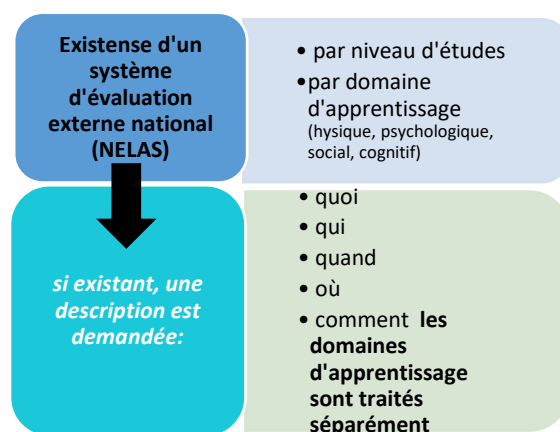 Existense d'un
système
d'évaluation
externe national
(NELAS)
• par niveau d'études
•par domaine
d'apprentissage
(hysique, psychologique,
social, cognitif)
si existant, une
description est
demandée:
• quoi
• qui
• quand
• où
• comment les
domaines
d'apprentissage
sont traités
séparément